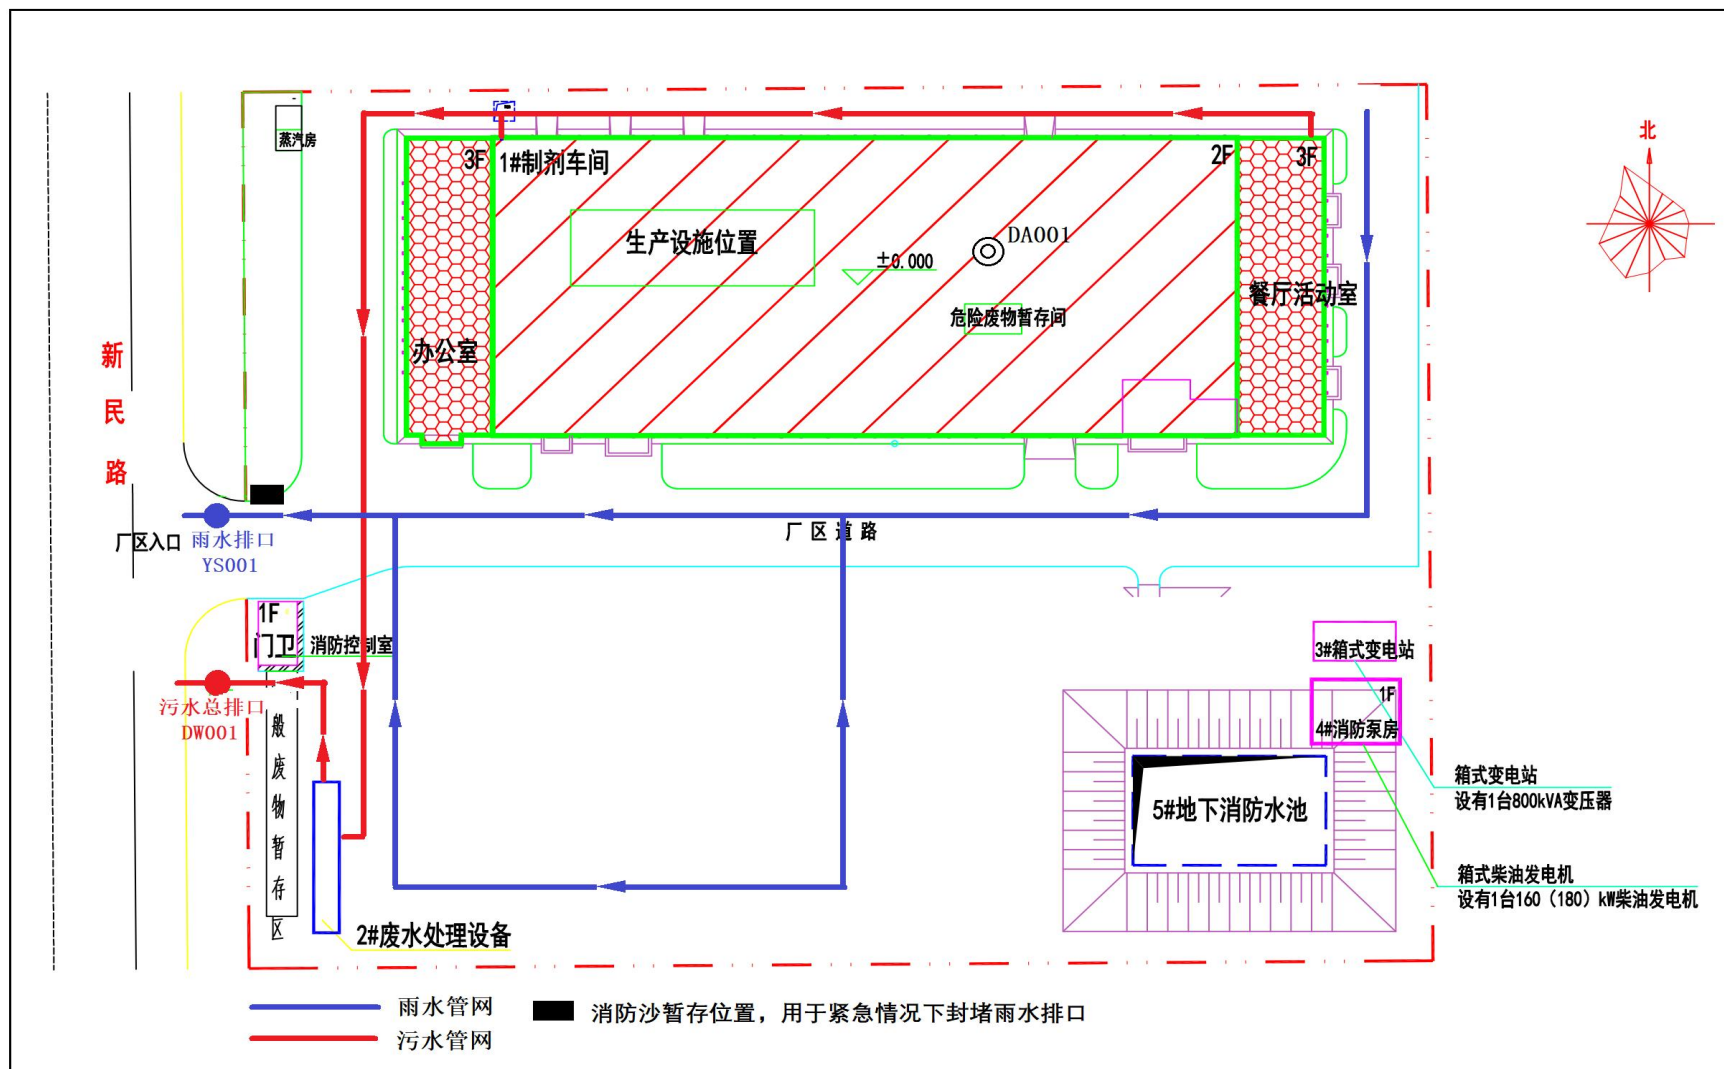 北
蒸汽房
3F
1#制剂车间
2F
3F
生产设施位置
DA001
±0.000
餐厅活动室
危险废物暂存间
办公室
新民路
厂区入口
雨水排口
YS001
厂区道路
1F
门卫
消防控制室
3#箱式变电站
污水总排口
DW001
1F
4#消防泵房
般废物暂存区
5#地下消防水池
箱式变电站
设有1台800kVA变压器
箱式柴油发电机
设有1台160（180）kW柴油发电机
2#废水处理设备
雨水管网
消防沙暂存位置，用于紧急情况下封堵雨水排口
污水管网